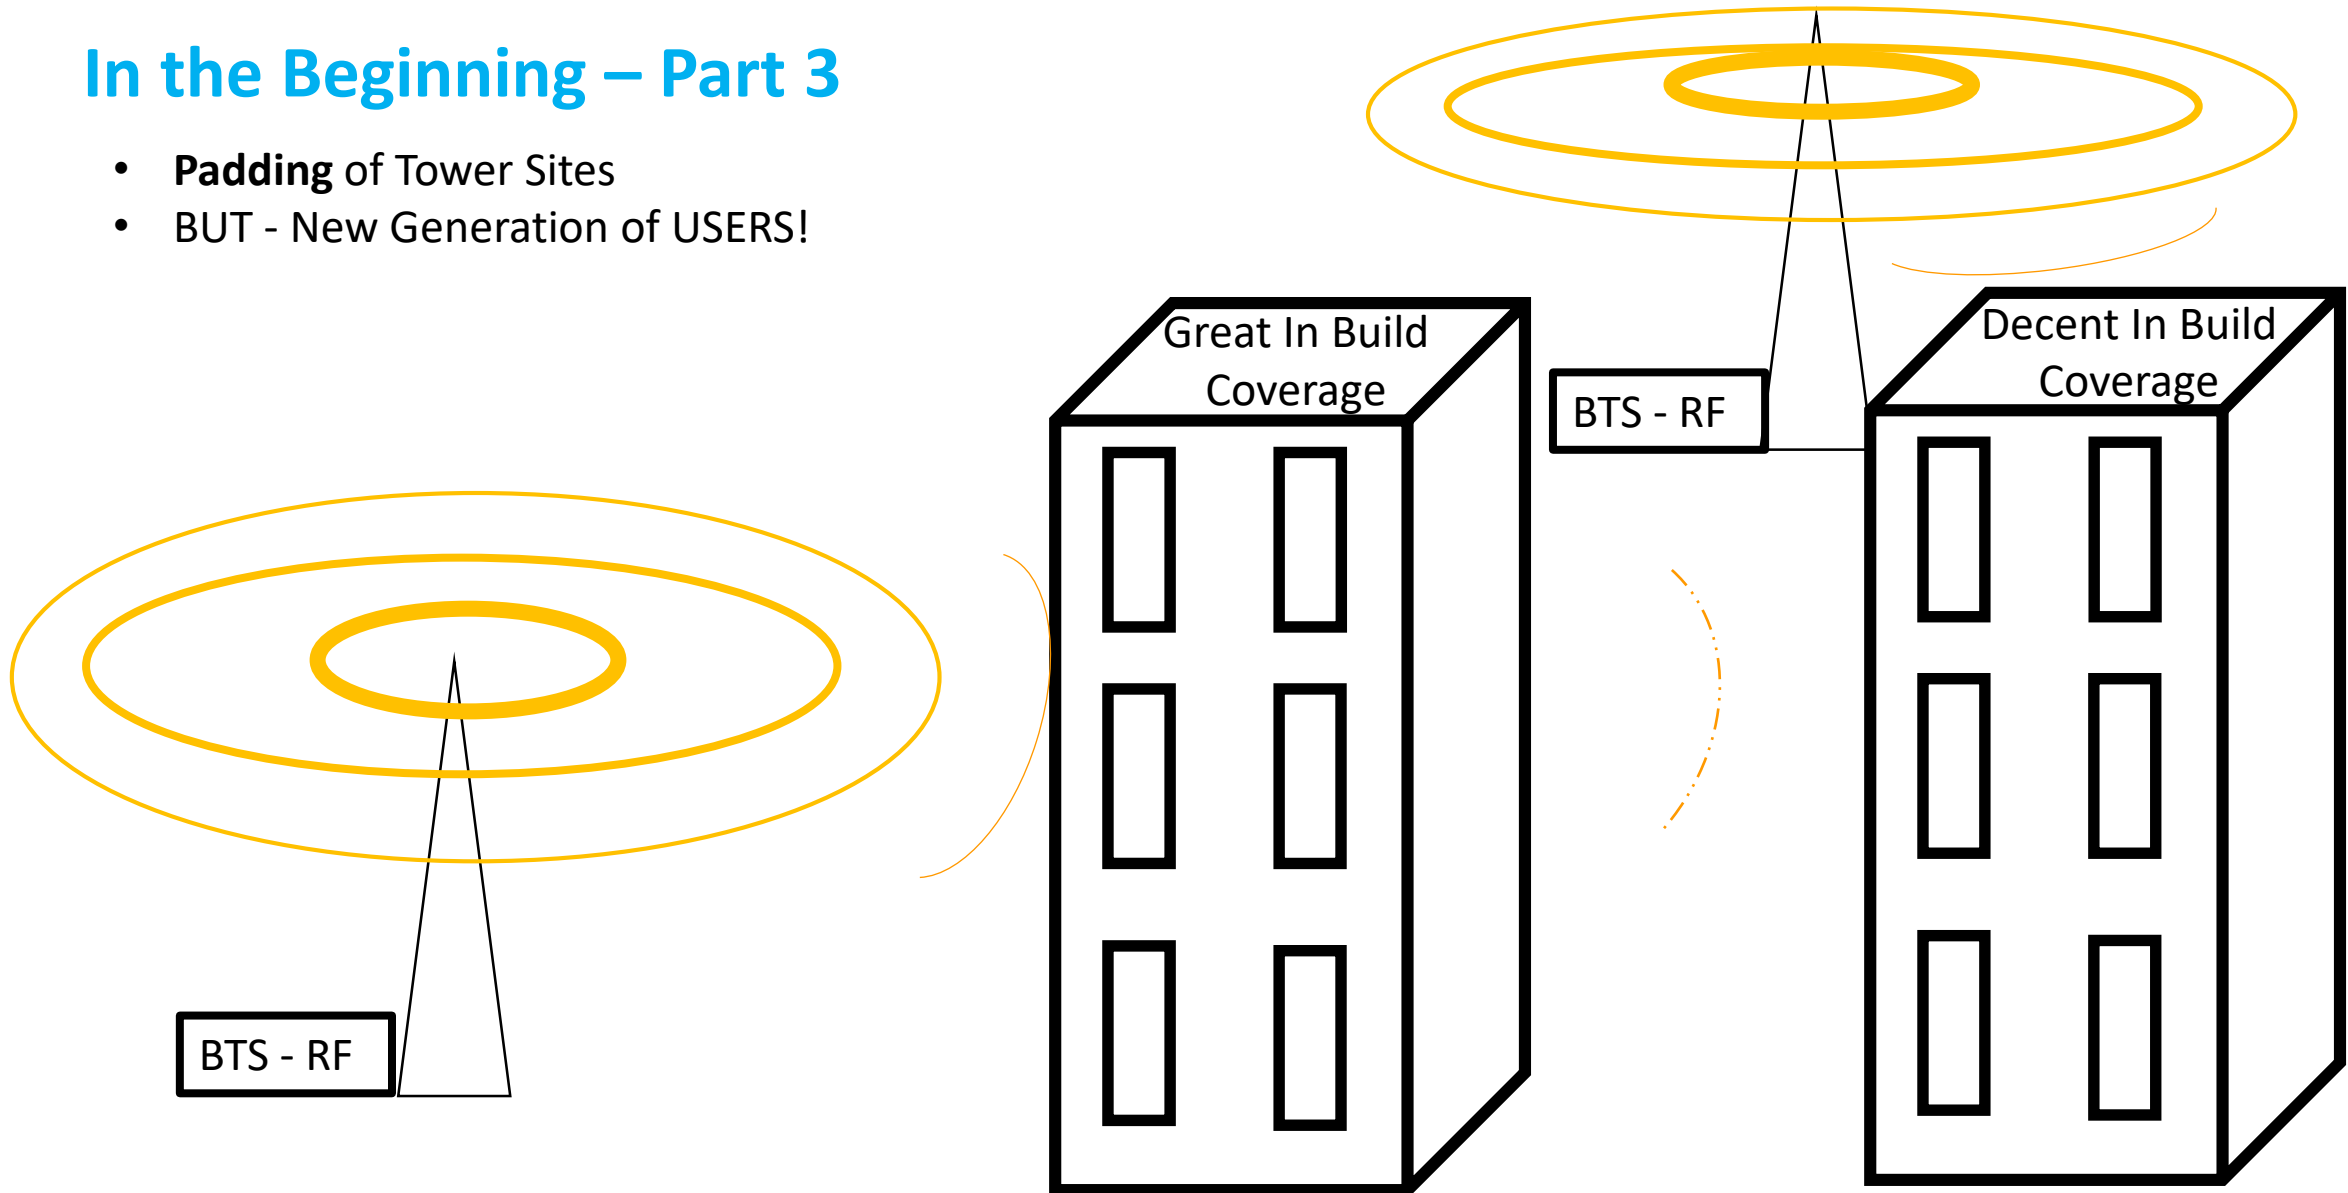 In the Beginning – Part 3
• Padding of Tower Sites
• BUT - New Generation of USERS!
Great In Build
Coverage
Decent In Build
Coverage
BTS - RF
BTS - RF